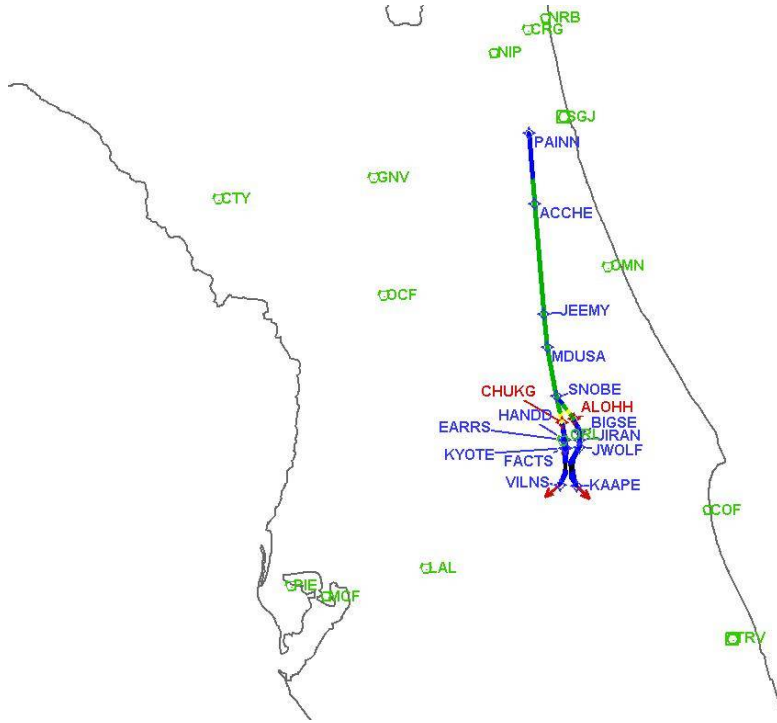 NRB
CRG
NIP
SGJ
PAINN
GNV
CTY
ACCHE
OMN
OCF
JEEMY
MDUSA
SNOBE
CHUKG
ALOHH
HANDD
BIGSE
EARRS
ORL
JIRAN
KYOTE
JWOLF
FACTS
VILNS
KAAPE
COF
LAL
PIE
MCF
TRV